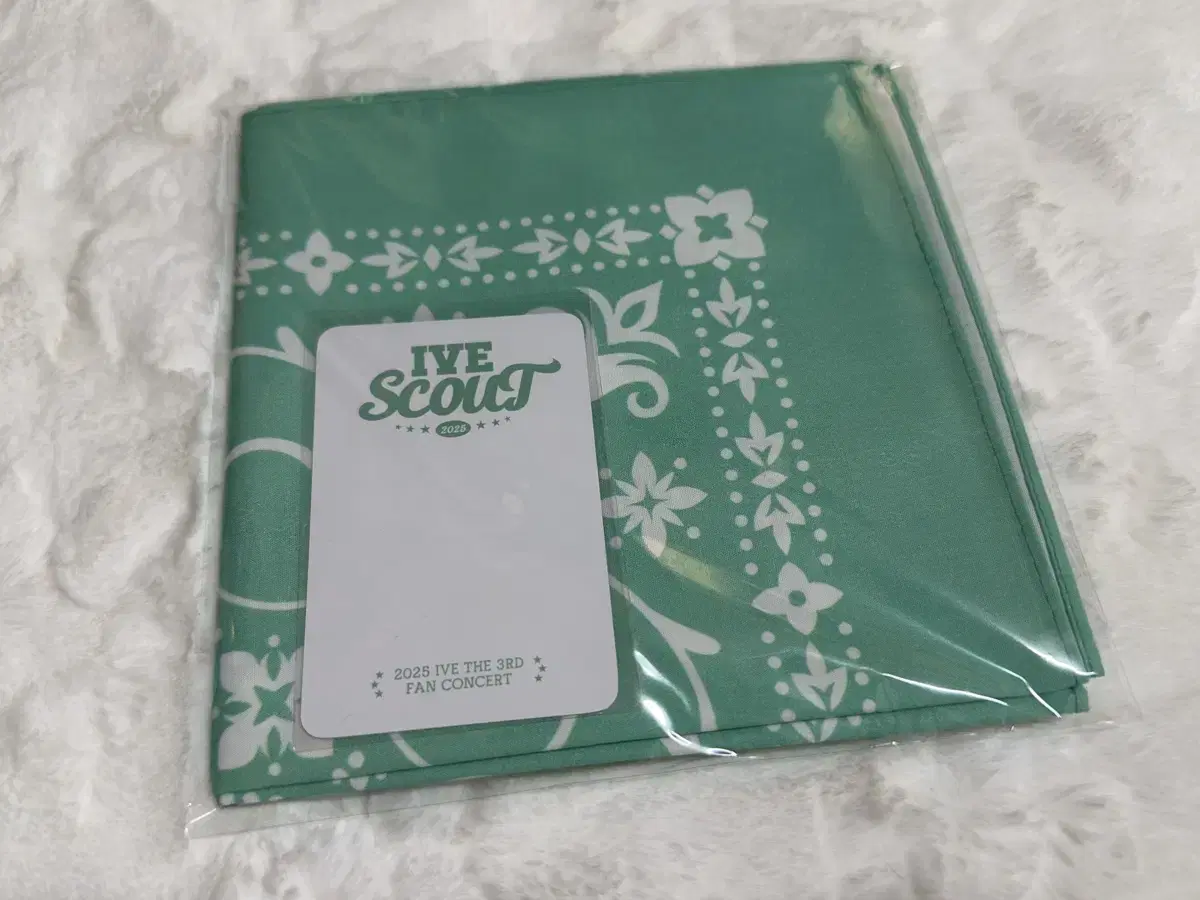 IVE
SCOUT
2025
2025 IVE THE 3RD
FAN CONCERT